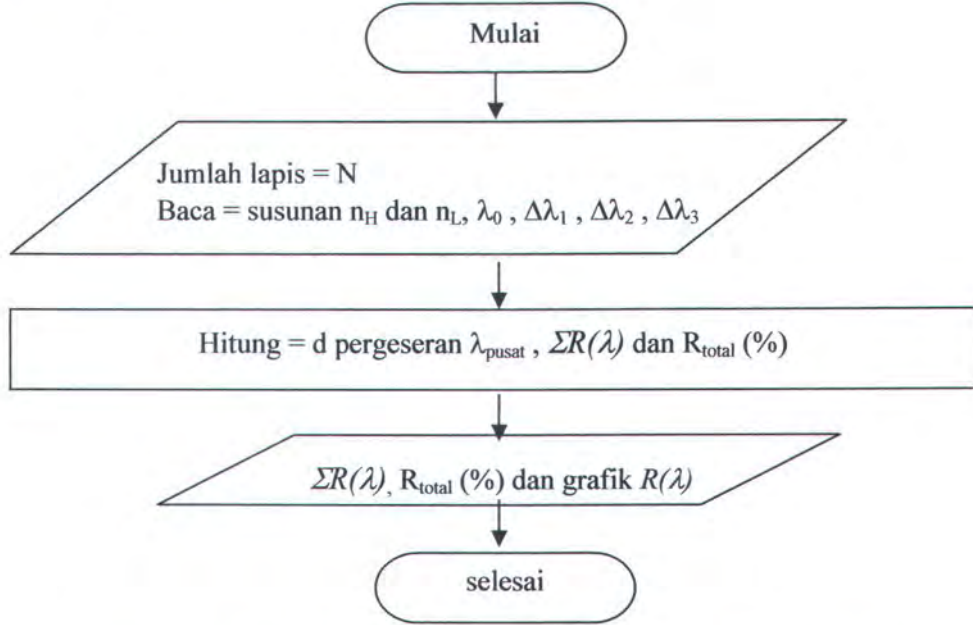 Mulai
Jumlah lapis = N
Baca = susunan n_H dan n_L, λ_0 , Δλ_1 , Δλ_2 , Δλ_3
Hitung = d pergeseran λ_pusat , ΣR(λ) dan R_total (%)
ΣR(λ), R_total (%) dan grafik R(λ)
selesai